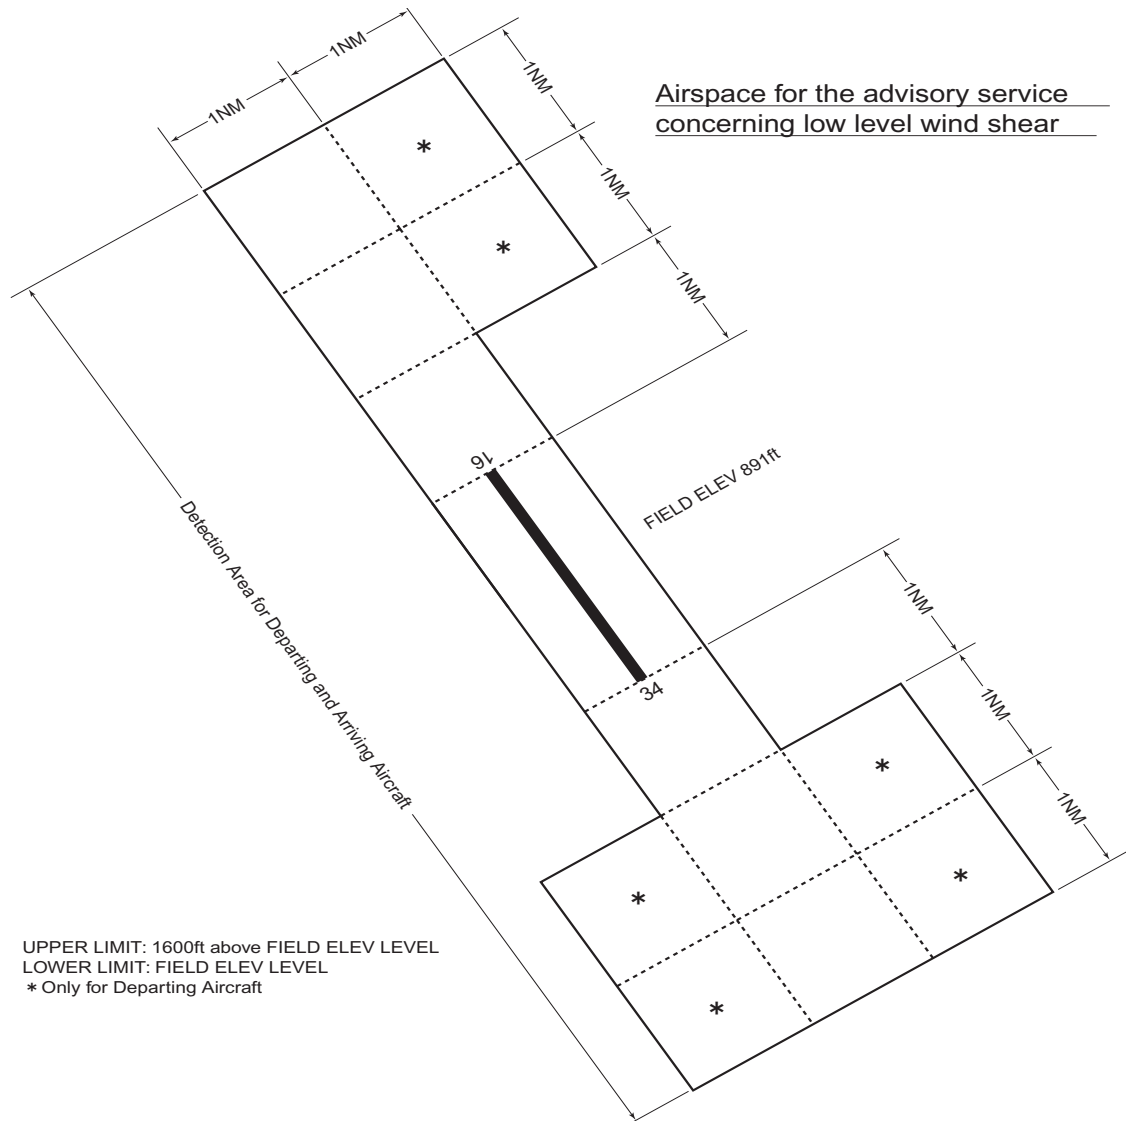 1NM
1NM
1NM
Airspace for the advisory service
concerning low level wind shear
*
1NM
*
1NM
16
FIELD ELEV 891ft
Detection Area for Departing and Arriving Aircraft
34
1NM
1NM
*
1NM
*
*
*
UPPER LIMIT: 1600ft above FIELD ELEV LEVEL
LOWER LIMIT: FIELD ELEV LEVEL
* Only for Departing Aircraft
1NM